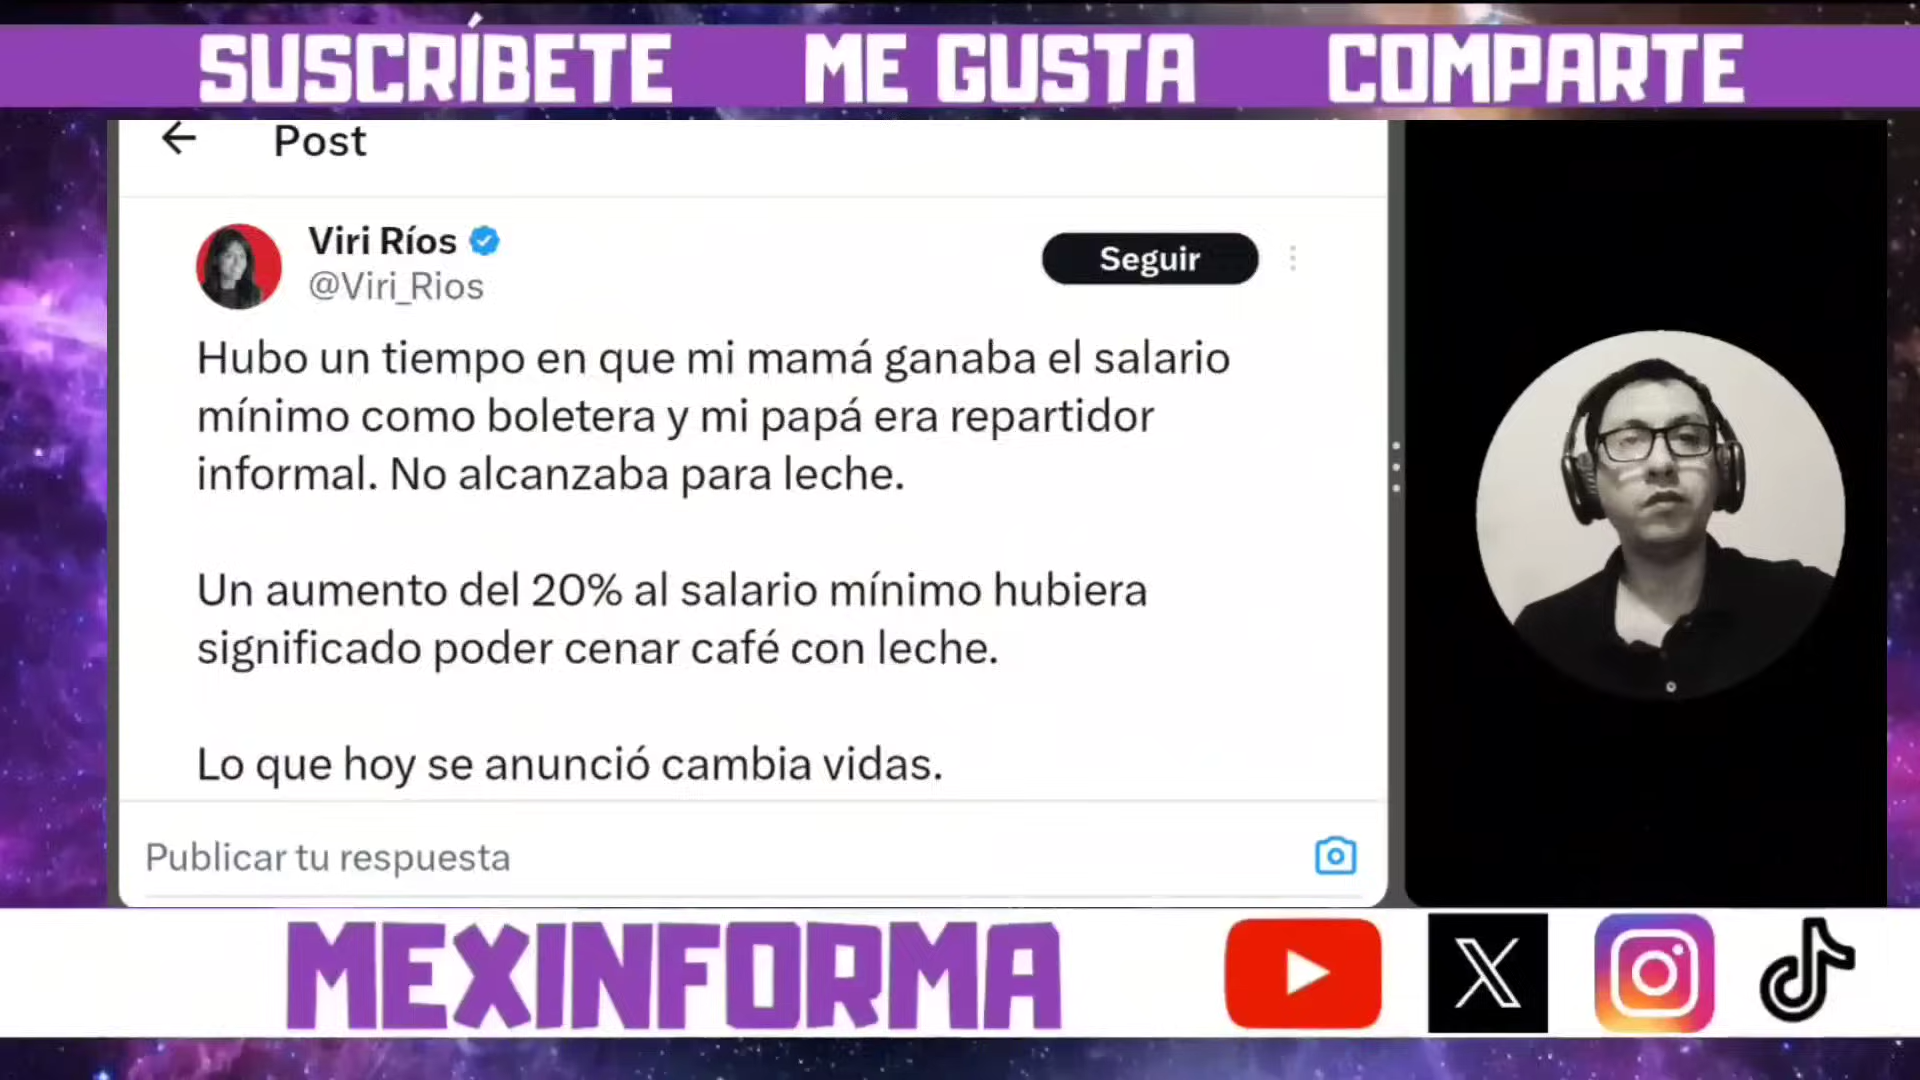 SUSCRÍBETE ME GUSTA COMPARTE
Post
Viri Ríos
@Viri_Rios
Seguir
Hubo un tiempo en que mi mamá ganaba el salario
mínimo como boletera y mi papá era repartidor
informal. No alcanzaba para leche.
Un aumento del 20% al salario mínimo hubiera
significado poder cenar café con leche.
Lo que hoy se anunció cambia vidas.
Publicar tu respuesta
MEXINFORMA